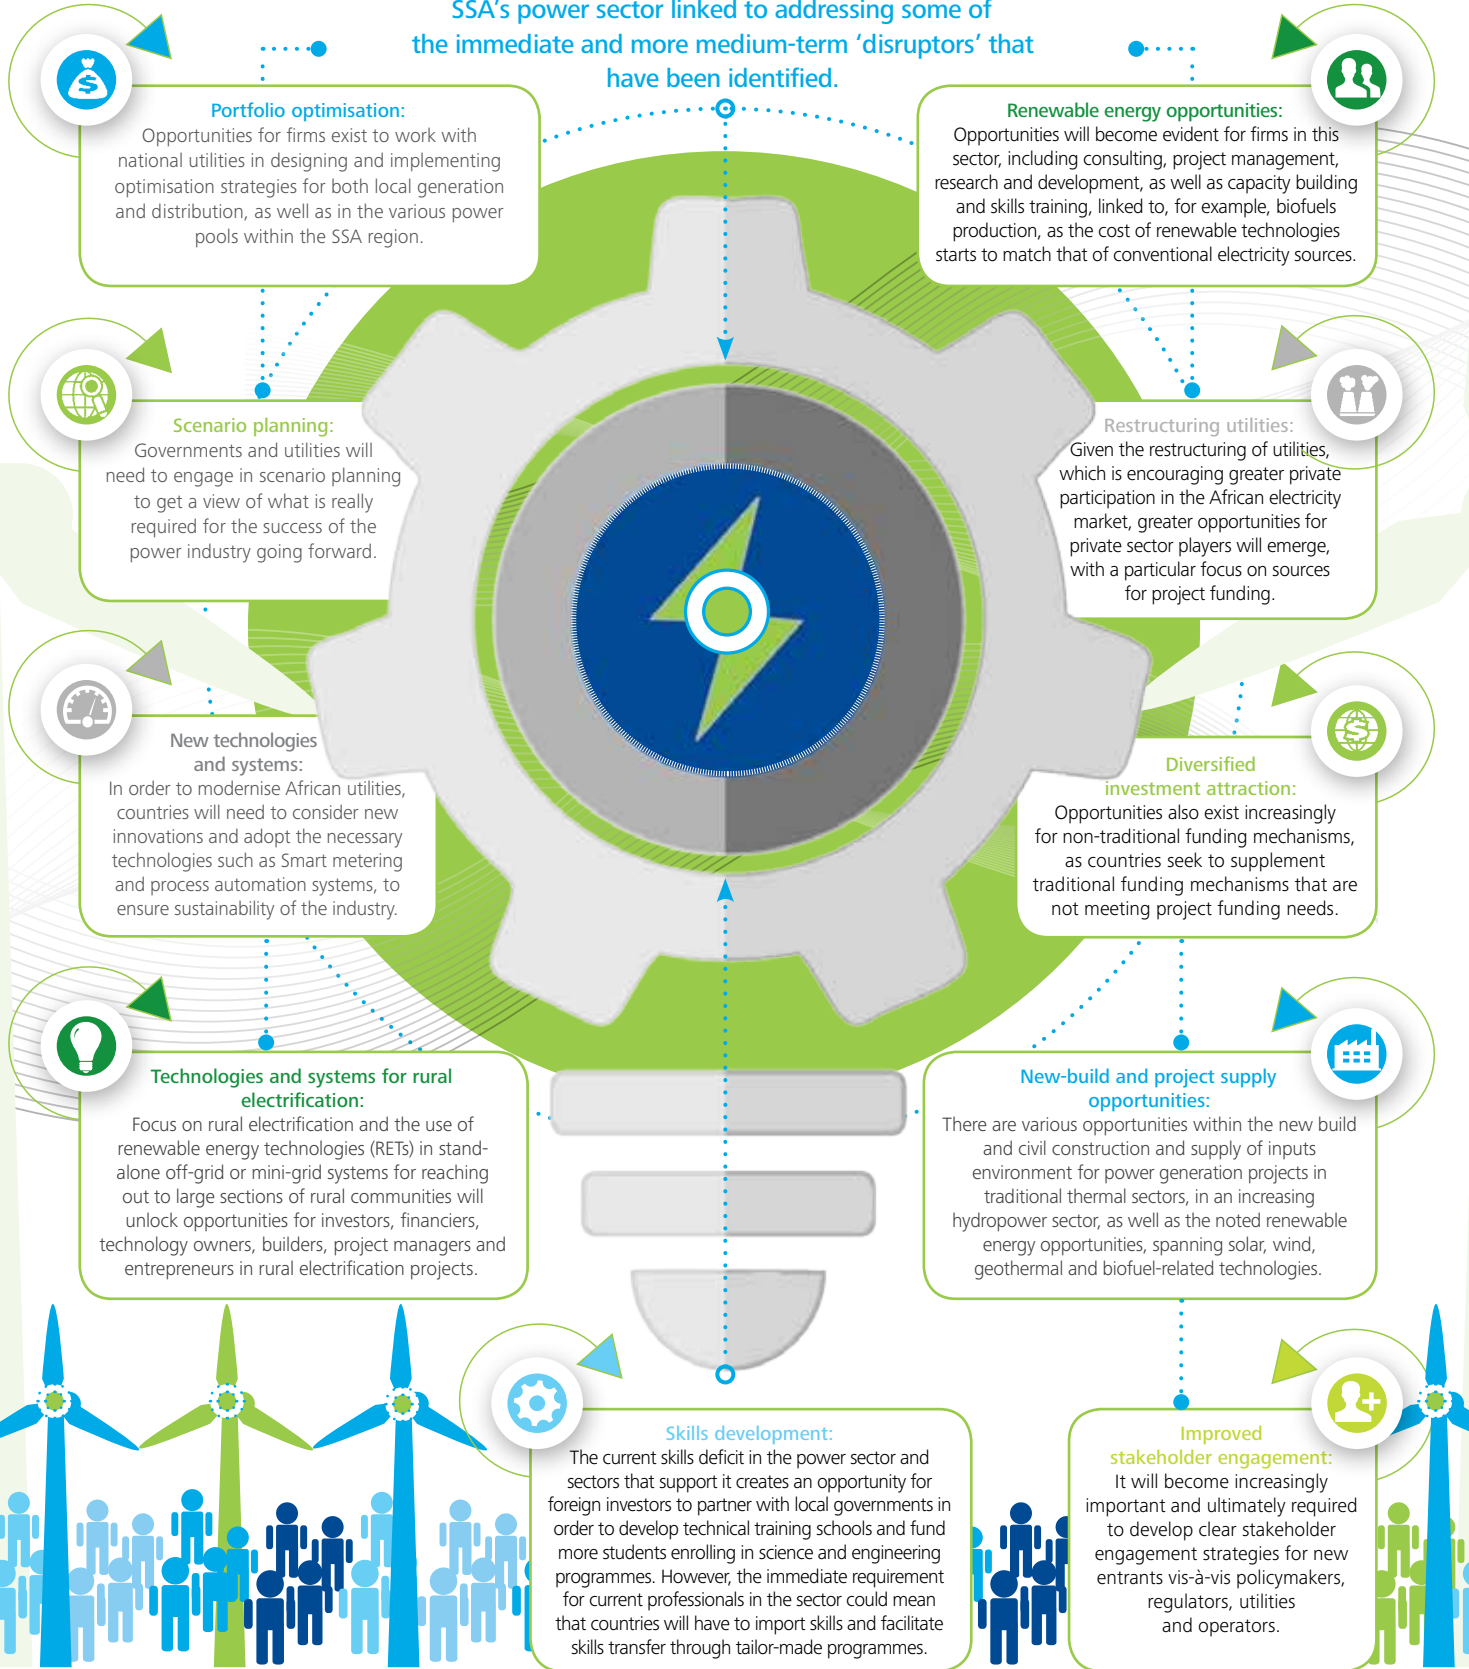 SSA's power sector linked to addressing some of
the immediate and more medium-term ‘disruptors’ that
have been identified.
Portfolio optimisation:
Opportunities for firms exist to work with
national utilities in designing and implementing
optimisation strategies for both local generation
and distribution, as well as in the various power
pools within the SSA region.
Renewable energy opportunities:
Opportunities will become evident for firms in this
sector, including consulting, project management,
research and development, as well as capacity building
and skills training, linked to, for example, biofuels
production, as the cost of renewable technologies
starts to match that of conventional electricity sources.
Scenario planning:
Governments and utilities will
need to engage in scenario planning
to get a view of what is really
required for the success of the
power industry going forward.
Restructuring utilities:
Given the restructuring of utilities,
which is encouraging greater private
participation in the African electricity
market, greater opportunities for
private sector players will emerge,
with a particular focus on sources
for project funding.
New technologies
and systems:
In order to modernise African utilities,
countries will need to consider new
innovations and adopt the necessary
technologies such as Smart metering
and process automation systems, to
ensure sustainability of the industry.
Diversified
investment attraction:
Opportunities also exist increasingly
for non-traditional funding mechanisms,
as countries seek to supplement
traditional funding mechanisms that are
not meeting project funding needs.
Technologies and systems for rural
electrification:
Focus on rural electrification and the use of
renewable energy technologies (RETs) in stand-
alone off-grid or mini-grid systems for reaching
out to large sections of rural communities will
unlock opportunities for investors, financiers,
technology owners, builders, project managers and
entrepreneurs in rural electrification projects.
New-build and project supply
opportunities:
There are various opportunities within the new build
and civil construction and supply of inputs
environment for power generation projects in
traditional thermal sectors, in an increasing
hydropower sector, as well as the noted renewable
energy opportunities, spanning solar, wind,
geothermal and biofuel-related technologies.
Skills development:
The current skills deficit in the power sector and
sectors that support it creates an opportunity for
foreign investors to partner with local governments in
order to develop technical training schools and fund
more students enrolling in science and engineering
programmes. However, the immediate requirement
for current professionals in the sector could mean
that countries will have to import skills and facilitate
skills transfer through tailor-made programmes.
Improved
stakeholder engagement:
It will become increasingly
important and ultimately required
to develop clear stakeholder
engagement strategies for new
entrants vis-à-vis policymakers,
regulators, utilities
and operators.